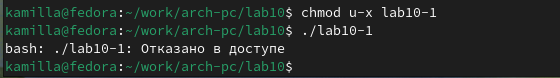 kamilla@fedora:~/work/arch-pc/lab10$ chmod u-x lab10-1
kamilla@fedora:~/work/arch-pc/lab10$ ./lab10-1
bash: ./lab10-1: Отказано в доступе
kamilla@fedora:~/work/arch-pc/lab10$